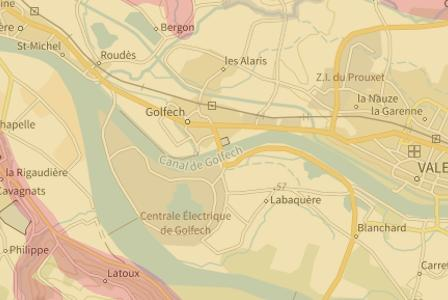 Bergon
St-Michel
Roudès
les Alaris
Z.I. du Prouxet
la Nauze
la Garenne
Golfech
Canal de Golfech
la Rigaudière
Cavagnats
VALE
57
Labaquère
Centrale Électrique
de Golfech
Blanchard
Philippe
Latoux
Carre